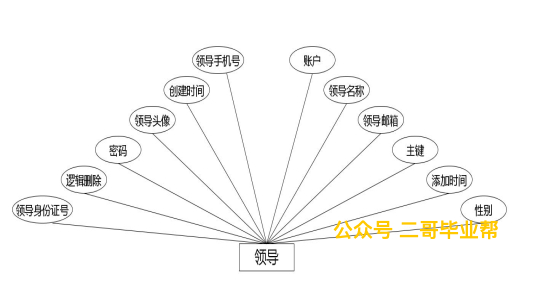 领导手机号
账户
创建时间
领导名称
领导头像
领导邮箱
密码
主键
逻辑删除
添加时间
领导身份证号
性别
公众号 二哥毕业帮
领导